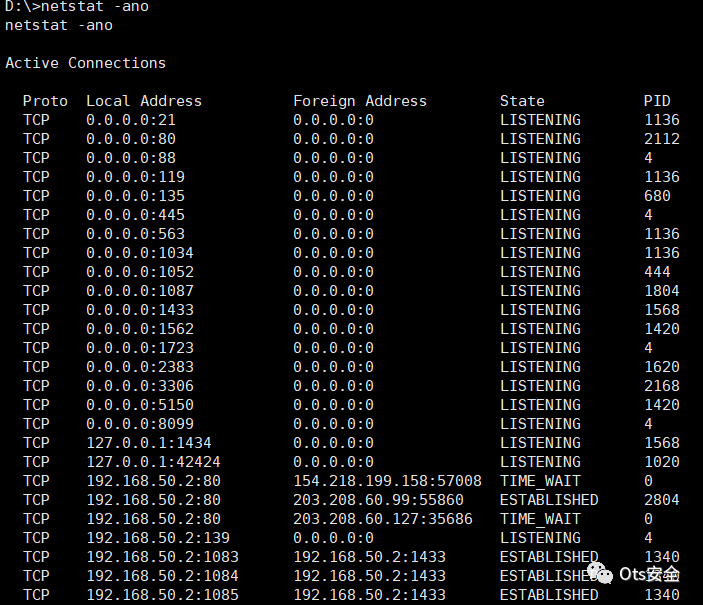 D:\>netstat -ano
netstat -ano
Active Connections
Proto Local Address Foreign Address State PID
TCP 0.0.0.0:21 0.0.0.0:0 LISTENING 1136
TCP 0.0.0.0:80 0.0.0.0:0 LISTENING 2112
TCP 0.0.0.0:88 0.0.0.0:0 LISTENING 4
TCP 0.0.0.0:119 0.0.0.0:0 LISTENING 1136
TCP 0.0.0.0:135 0.0.0.0:0 LISTENING 680
TCP 0.0.0.0:445 0.0.0.0:0 LISTENING 4
TCP 0.0.0.0:563 0.0.0.0:0 LISTENING 1136
TCP 0.0.0.0:1034 0.0.0.0:0 LISTENING 1136
TCP 0.0.0.0:1052 0.0.0.0:0 LISTENING 444
TCP 0.0.0.0:1087 0.0.0.0:0 LISTENING 1804
TCP 0.0.0.0:1433 0.0.0.0:0 LISTENING 1568
TCP 0.0.0.0:1562 0.0.0.0:0 LISTENING 1420
TCP 0.0.0.0:1723 0.0.0.0:0 LISTENING 4
TCP 0.0.0.0:2383 0.0.0.0:0 LISTENING 1620
TCP 0.0.0.0:3306 0.0.0.0:0 LISTENING 2168
TCP 0.0.0.0:5150 0.0.0.0:0 LISTENING 1420
TCP 0.0.0.0:8099 0.0.0.0:0 LISTENING 4
TCP 127.0.0.1:1434 0.0.0.0:0 LISTENING 1568
TCP 127.0.0.1:42424 0.0.0.0:0 LISTENING 1020
TCP 192.168.50.2:80 154.218.199.158:57008 TIME_WAIT 0
TCP 192.168.50.2:80 203.208.60.99:55860 ESTABLISHED 2804
TCP 192.168.50.2:80 203.208.60.127:35686 TIME_WAIT 0
TCP 192.168.50.2:139 0.0.0.0:0 LISTENING 4
TCP 192.168.50.2:1083 192.168.50.2:1433 ESTABLISHED 1340
TCP 192.168.50.2:1084 192.168.50.2:1433 ESTABLISHED
Ots安全
TCP 192.168.50.2:1085 192.168.50.2:1433 ESTABLISHED 1340